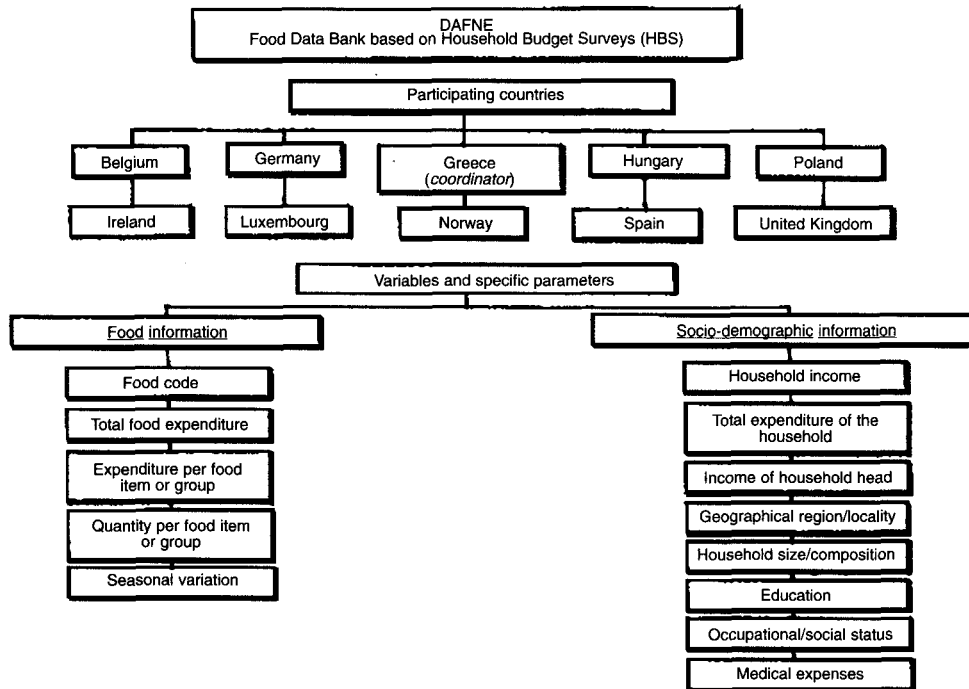 DAFNE
Food Data Bank based on Household Budget Surveys (HBS)
Participating countries
Belgium
Germany
Greece
(coordinator)
Hungary
Poland
Ireland
Luxembourg
Norway
Spain
United Kingdom
Variables and specific parameters
Food information
Food code
Total food expenditure
Expenditure per food
item or group
Quantity per food item
or group
Seasonal variation
Socio-demographic information
Household income
Total expenditure of the
household
Income of household head
Geographical region/locality
Household size/composition
Education
Occupational/social status
Medical expenses